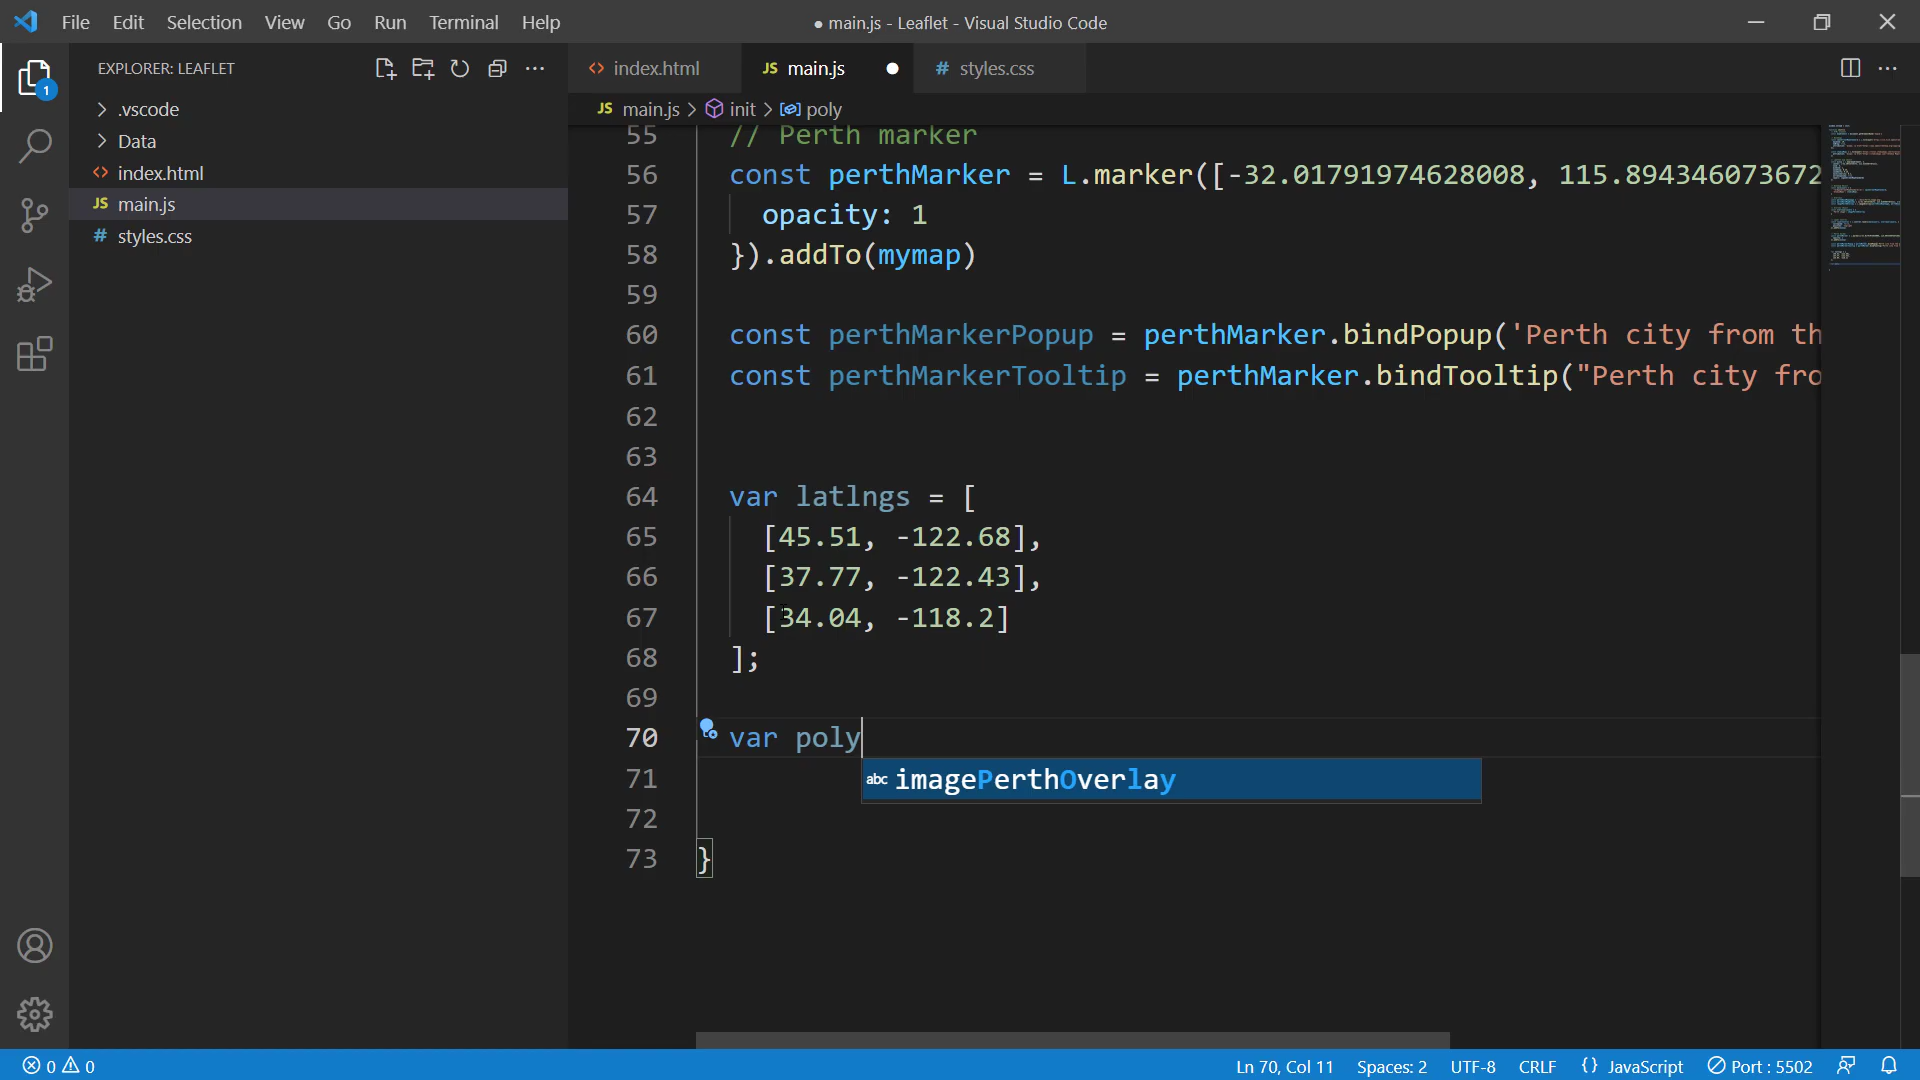 File Edit Selection View Go Run Terminal Help
● main.js - Leaflet - Visual Studio Code
EXPLORER: LEAFLET
1
.vscode
Data
index.html
main.js
styles.css
index.html
JS main.js
# styles.css
JS main.js > init > poly
55 // Perth marker
56 const perthMarker = L.marker([-32.01791974628008, 115.894346073672
57 opacity: 1
58 }).addTo(mymap)
59
60 const perthMarkerPopup = perthMarker.bindPopup('Perth city from th
61 const perthMarkerTooltip = perthMarker.bindTooltip("Perth city fro
62
63
64 var latlngs = [
65 [45.51, -122.68],
66 [37.77, -122.43],
67 [34.04, -118.2]
68 ];
69
70 var poly
abc imagePerthOverlay
71
72
73 }
0 0
Ln 70, Col 11 Spaces: 2 UTF-8 CRLF {} JavaScript Port : 5502